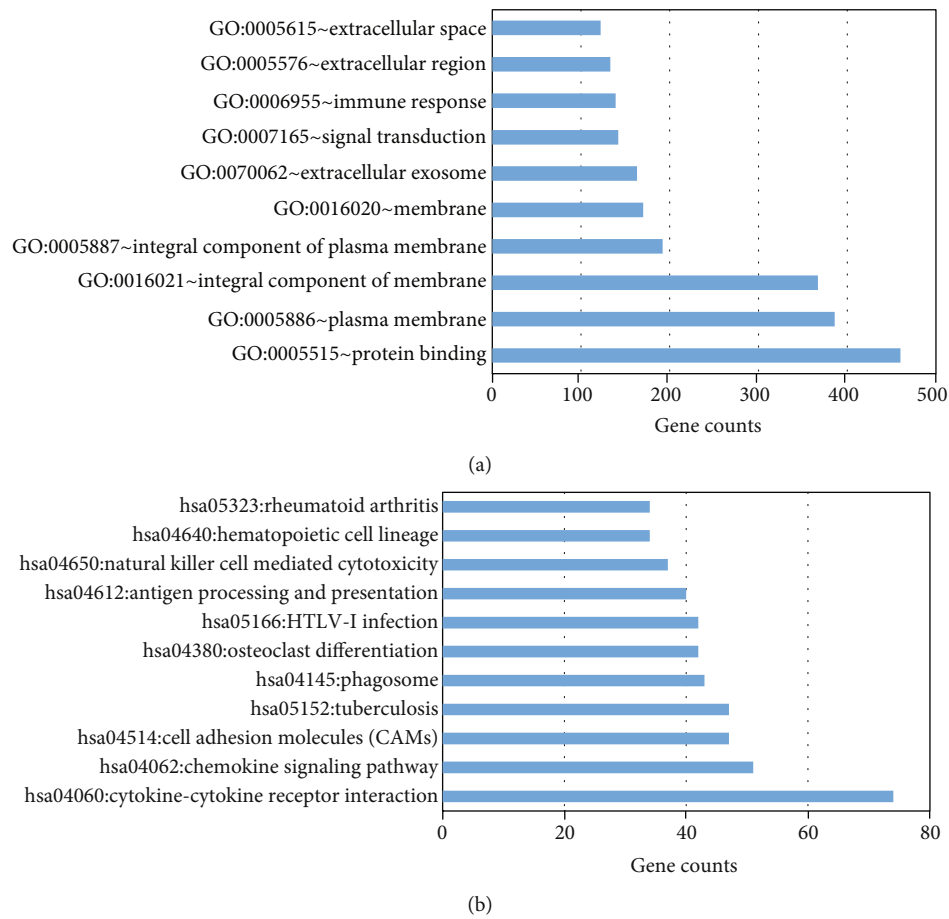 GO:0005615~extracellular space
GO:0005576~extracellular region
GO:0006955~immune response
GO:0007165~signal transduction
GO:0070062~extracellular exosome
GO:0016020~membrane
GO:0005887~integral component of plasma membrane
GO:0016021~integral component of membrane
GO:0005886~plasma membrane
GO:0005515~protein binding
0 100 200 300 400 500
Gene counts
(a)
hsa05323:rheumatoid arthritis
hsa04640:hematopoietic cell lineage
hsa04650:natural killer cell mediated cytotoxicity
hsa04612:antigen processing and presentation
hsa05166:HTLV-I infection
hsa04380:osteoclast differentiation
hsa04145:phagosome
hsa05152:tuberculosis
hsa04514:cell adhesion molecules (CAMs)
hsa04062:chemokine signaling pathway
hsa04060:cytokine-cytokine receptor interaction
0 20 40 60 80
Gene counts
(b)